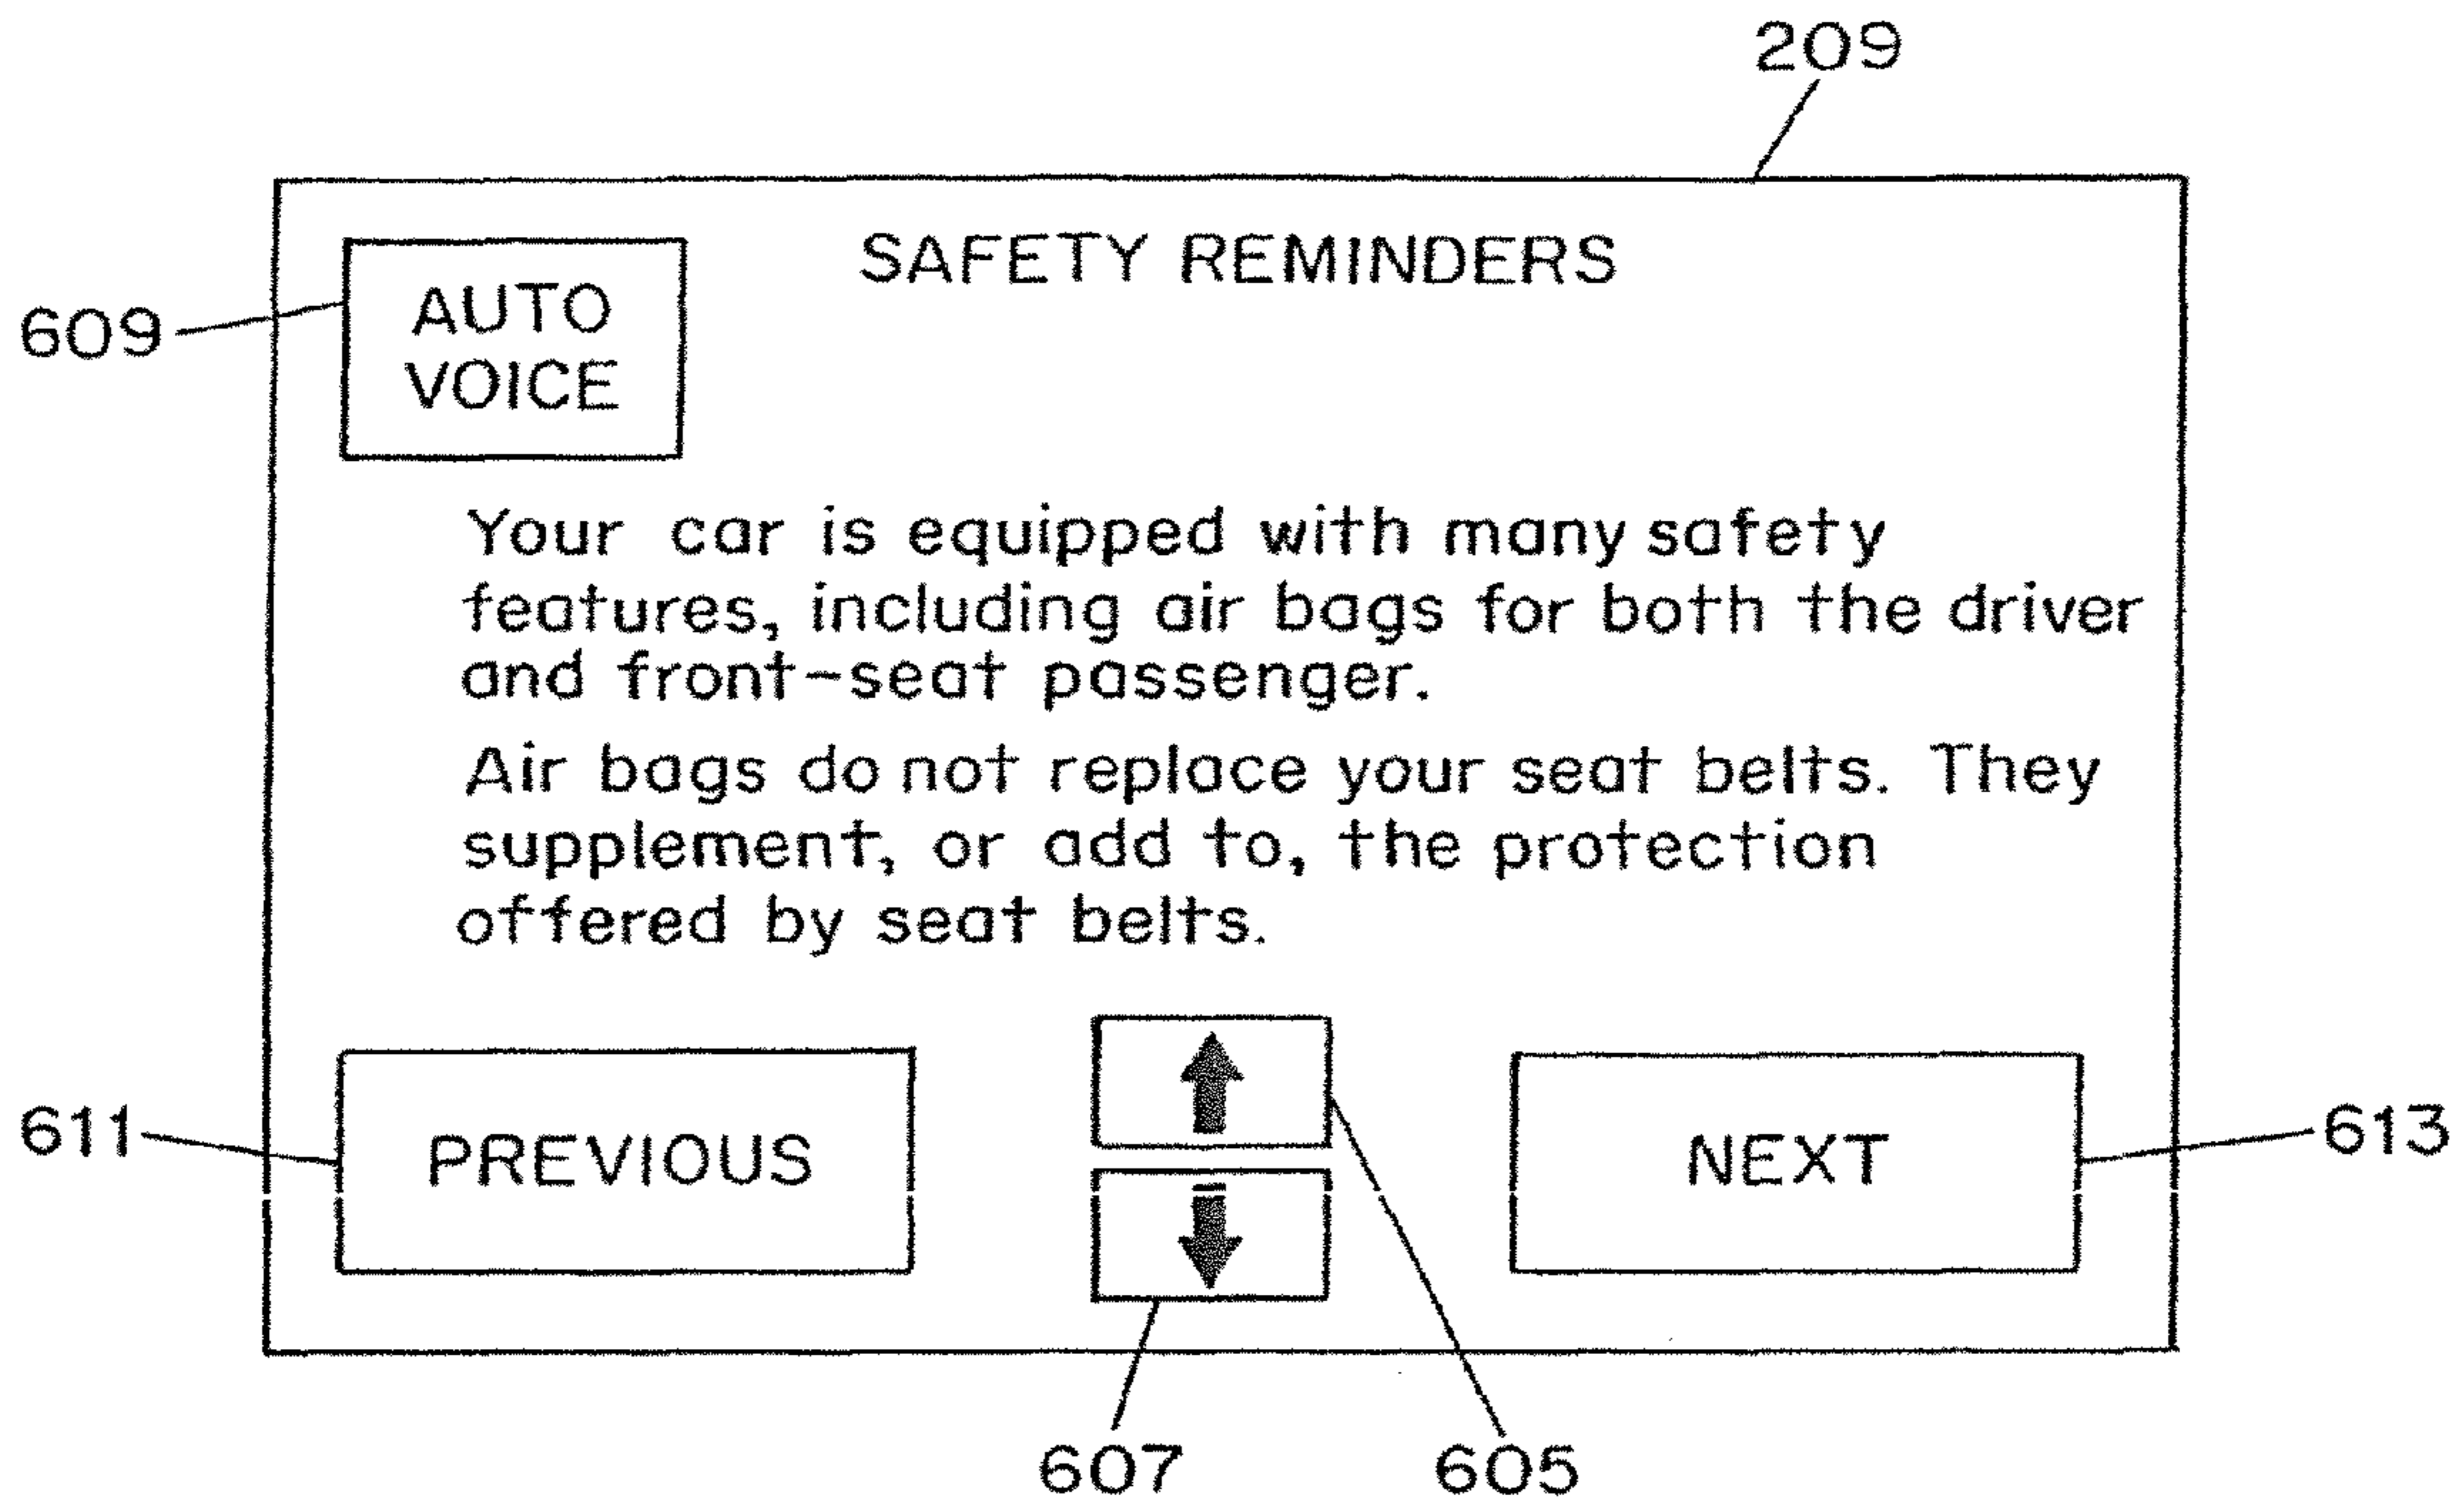 209
SAFETY REMINDERS
609
AUTO
VOICE
Your car is equipped with many safety
features, including air bags for both the driver
and front-seat passenger.
Air bags do not replace your seat belts. They
supplement, or add to, the protection
offered by seat belts.
611
PREVIOUS
NEXT
613
607
605